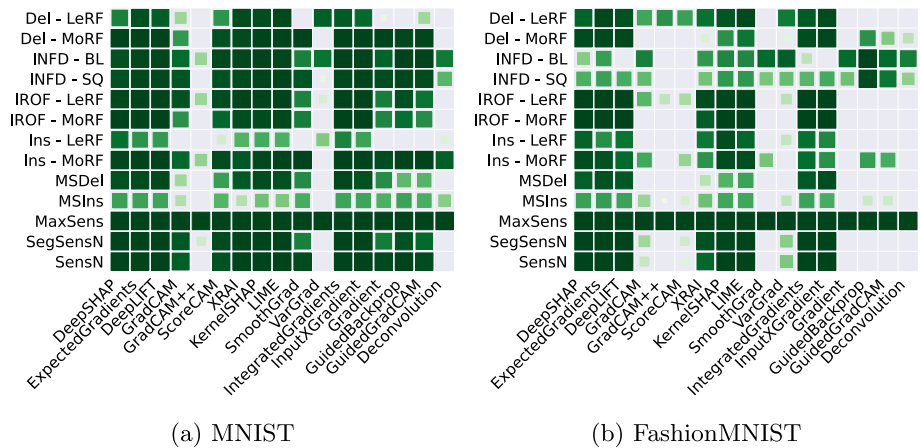 Del - LeRF
Del - MoRF
INFD - BL
INFD - SQ
IROF - LeRF
IROF - MoRF
Ins - LeRF
Ins - MoRF
MSDel
MSIns
MaxSens
SegSensN
SensN
DeepSHAP
ExpectedGradients
DeepLIFT
GradCAM
GradCAM++
ScoreCAM
XRAI
KernelSHAP
LIME
SmoothGrad
VarGrad
IntegratedGradients
InputXGradient
Gradient
GuidedBackprop
GuidedGradCAM
Deconvolution
(a) MNIST
Del - LeRF
Del - MoRF
INFD - BL
INFD - SQ
IROF - LeRF
IROF - MoRF
Ins - LeRF
Ins - MoRF
MSDel
MSIns
MaxSens
SegSensN
SensN
DeepSHAP
ExpectedGradients
DeepLIFT
GradCAM
GradCAM++
ScoreCAM
XRAI
KernelSHAP
LIME
SmoothGrad
VarGrad
IntegratedGradients
InputXGradient
Gradient
GuidedBackprop
GuidedGradCAM
Deconvolution
(b) FashionMNIST